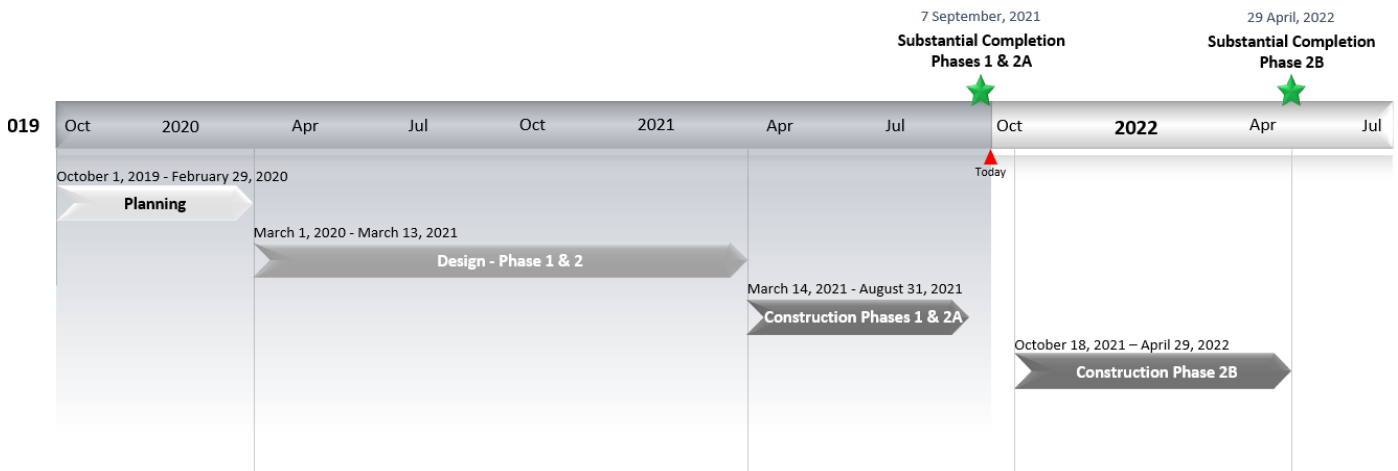 7 September, 2021
Substantial Completion
Phases 1 & 2A
29 April, 2022
Substantial Completion
Phase 2B
019 Oct 2020 Apr Jul Oct 2021 Apr Jul Oct 2022 Apr Jul
Today
October 1, 2019 - February 29, 2020
Planning
March 1, 2020 - March 13, 2021
Design - Phase 1 & 2
March 14, 2021 - August 31, 2021
Construction Phases 1 & 2A
October 18, 2021 – April 29, 2022
Construction Phase 2B